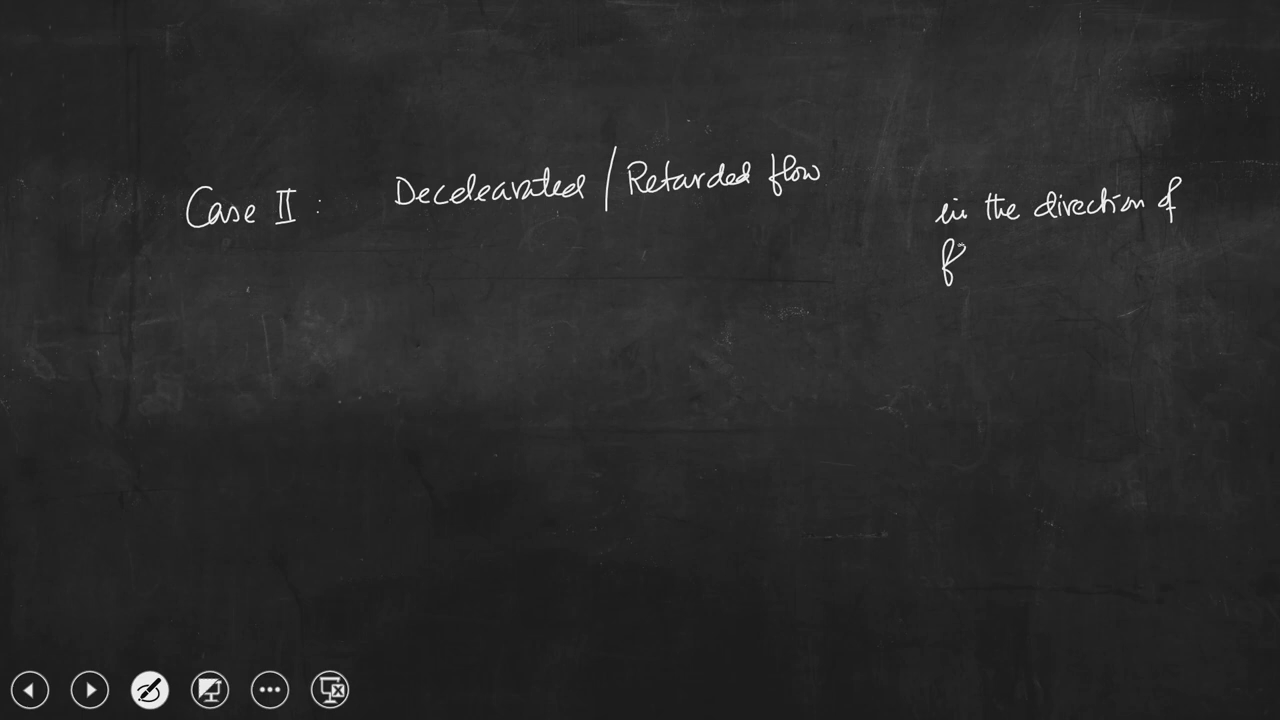 Case II : Decelearated / Retarded flow
in the direction of
f